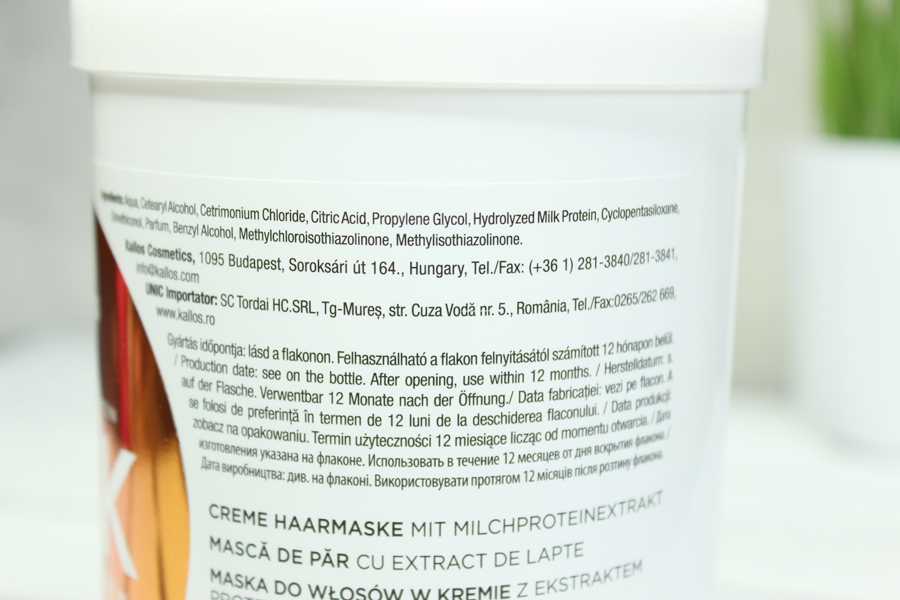 Ingredients: Aqua, Cetearyl Alcohol, Cetrimonium Chloride, Citric Acid, Propylene Glycol, Hydrolyzed Milk Protein, Cyclopentasiloxane,
Dimethiconol, Parfum, Benzyl Alcohol, Methylchloroisothiazolinone, Methylisothiazolinone.
Kallos Cosmetics, 1095 Budapest, Soroksári út 164., Hungary, Tel./Fax: (+36 1) 281-3840/281-3841,
info@kallos.com
UNIC Importator: SC Tordai HC.SRL, Tg-Mureș, str. Cuza Vodă nr. 5., România, Tel./Fax:0265/262 669,
www.kallos.ro
Gyártás időpontja: lásd a flakonon. Felhasználható a flakon felnyitásától számított 12 hónapon belül.
/ Production date: see on the bottle. After opening, use within 12 months. / Herstelldatum: s.
auf der Flasche. Verwentbar 12 Monate nach der Öffnung./ Data fabricației: vezi pe flacon. A
se folosi de preferință în termen de 12 luni de la deschiderea flaconului. / Data produkcji:
zobacz na opakowaniu. Termin użyteczności 12 miesiące licząc od momentu otwarcia. / Дата
изготовления указана на флаконе. Использовать в течение 12 месяцев от дня вскрытия флакона. /
Дата виробництва: див. на флаконі. Використовувати протягом 12 місяців після розтину флакона.
CREME HAARMASKE MIT MILCHPROTEINEXTRAKT
MASCĂ DE PĂR CU EXTRACT DE LAPTE
MASKA DO WŁOSÓW W KREMIE Z EKSTRAKTEM
K